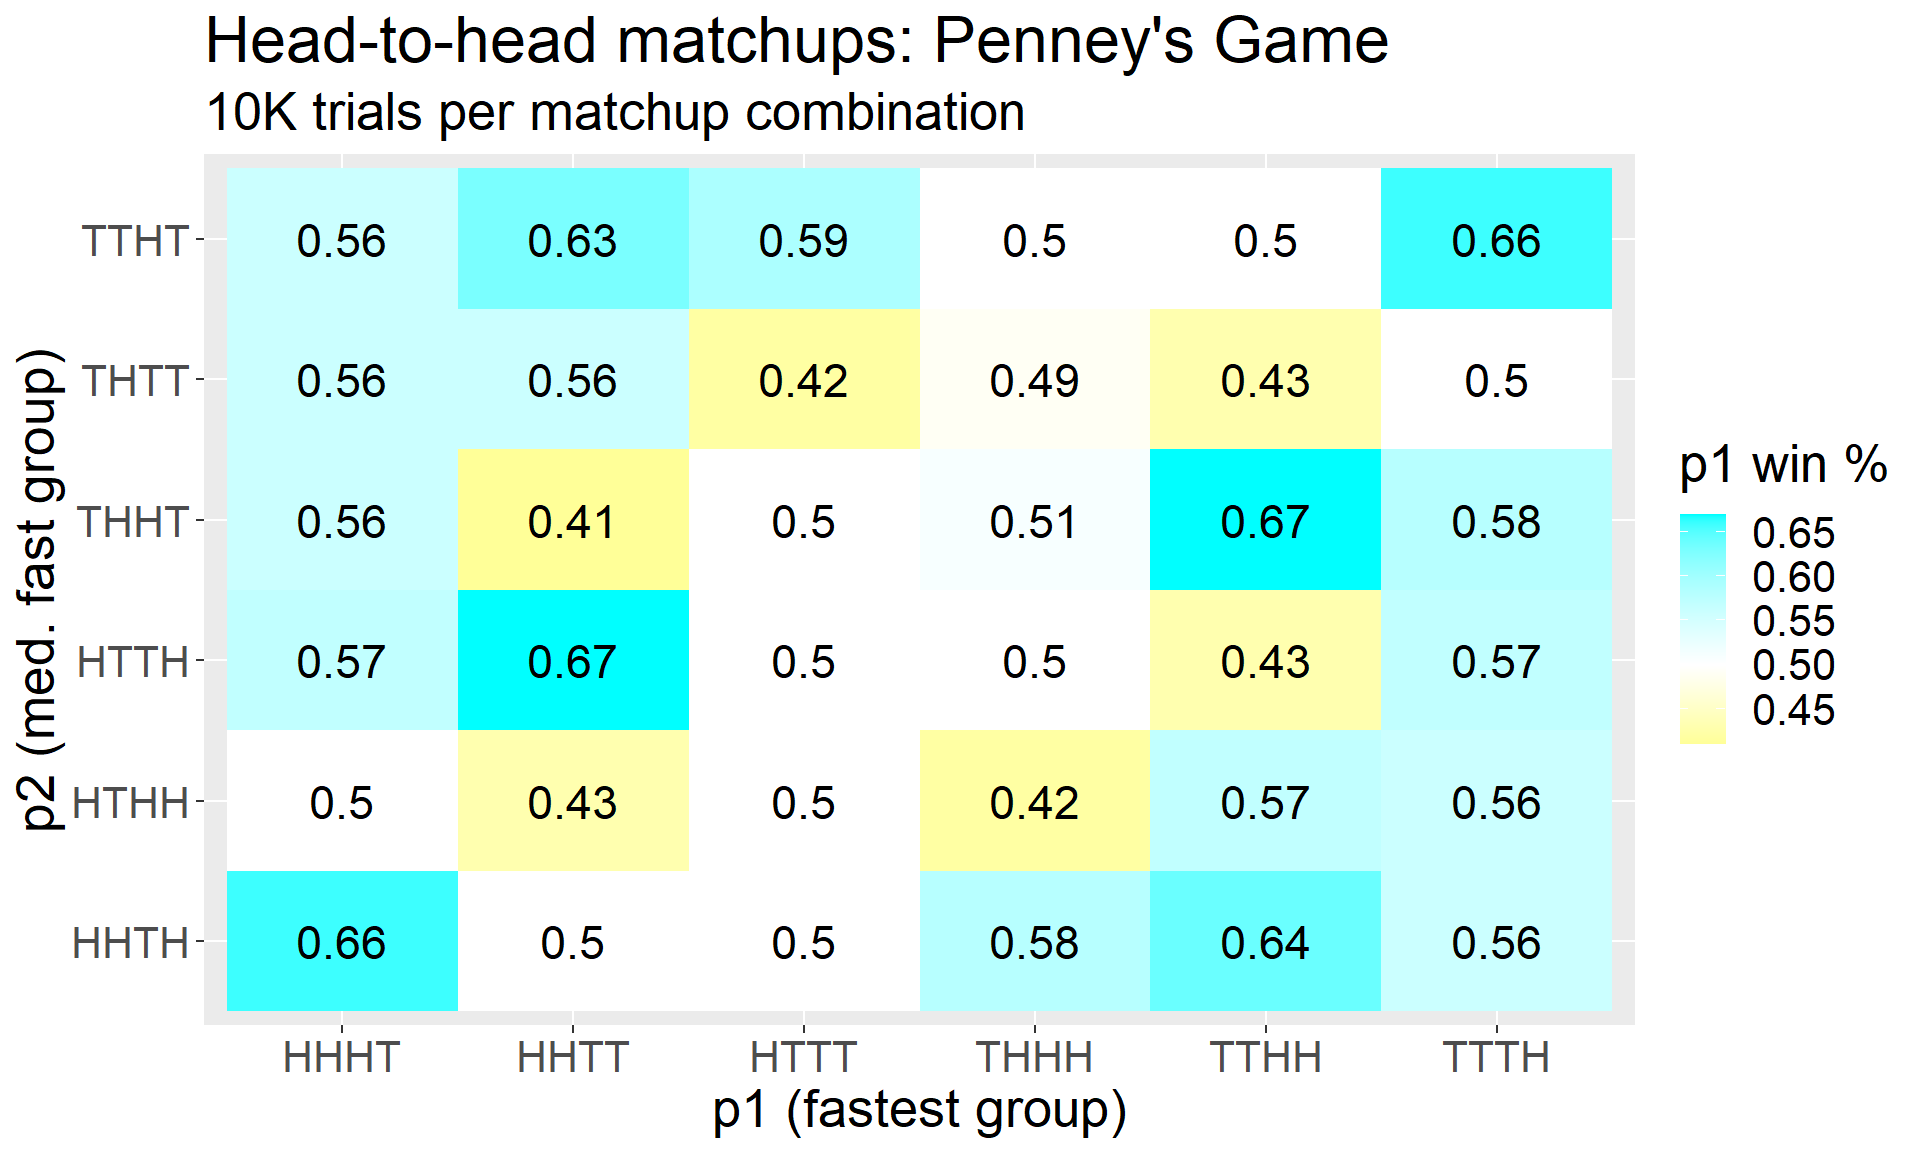 Head-to-head matchups: Penney's Game
10K trials per matchup combination
p2 (med. fast group)
TTHT 0.56 0.63 0.59 0.5 0.5 0.66
THTT 0.56 0.56 0.42 0.49 0.43 0.5
THHT 0.56 0.41 0.5 0.51 0.67 0.58
HTTH 0.57 0.67 0.5 0.5 0.43 0.57
HTHH 0.5 0.43 0.5 0.42 0.57 0.56
HHTH 0.66 0.5 0.5 0.58 0.64 0.56
HHHT HHTT HTTT THHH TTHH TTTH
p1 (fastest group)
p1 win %
0.65
0.60
0.55
0.50
0.45